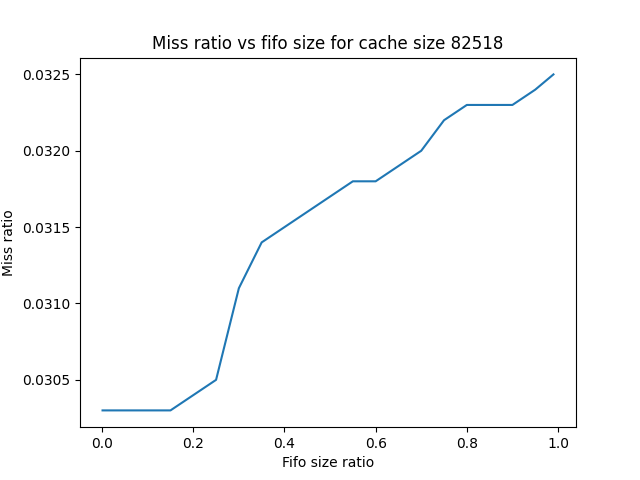 Miss ratio vs fifo size for cache size 82518
0.0325
0.0320
0.0315
0.0310
0.0305
Miss ratio
0.0 0.2 0.4 0.6 0.8 1.0
Fifo size ratio